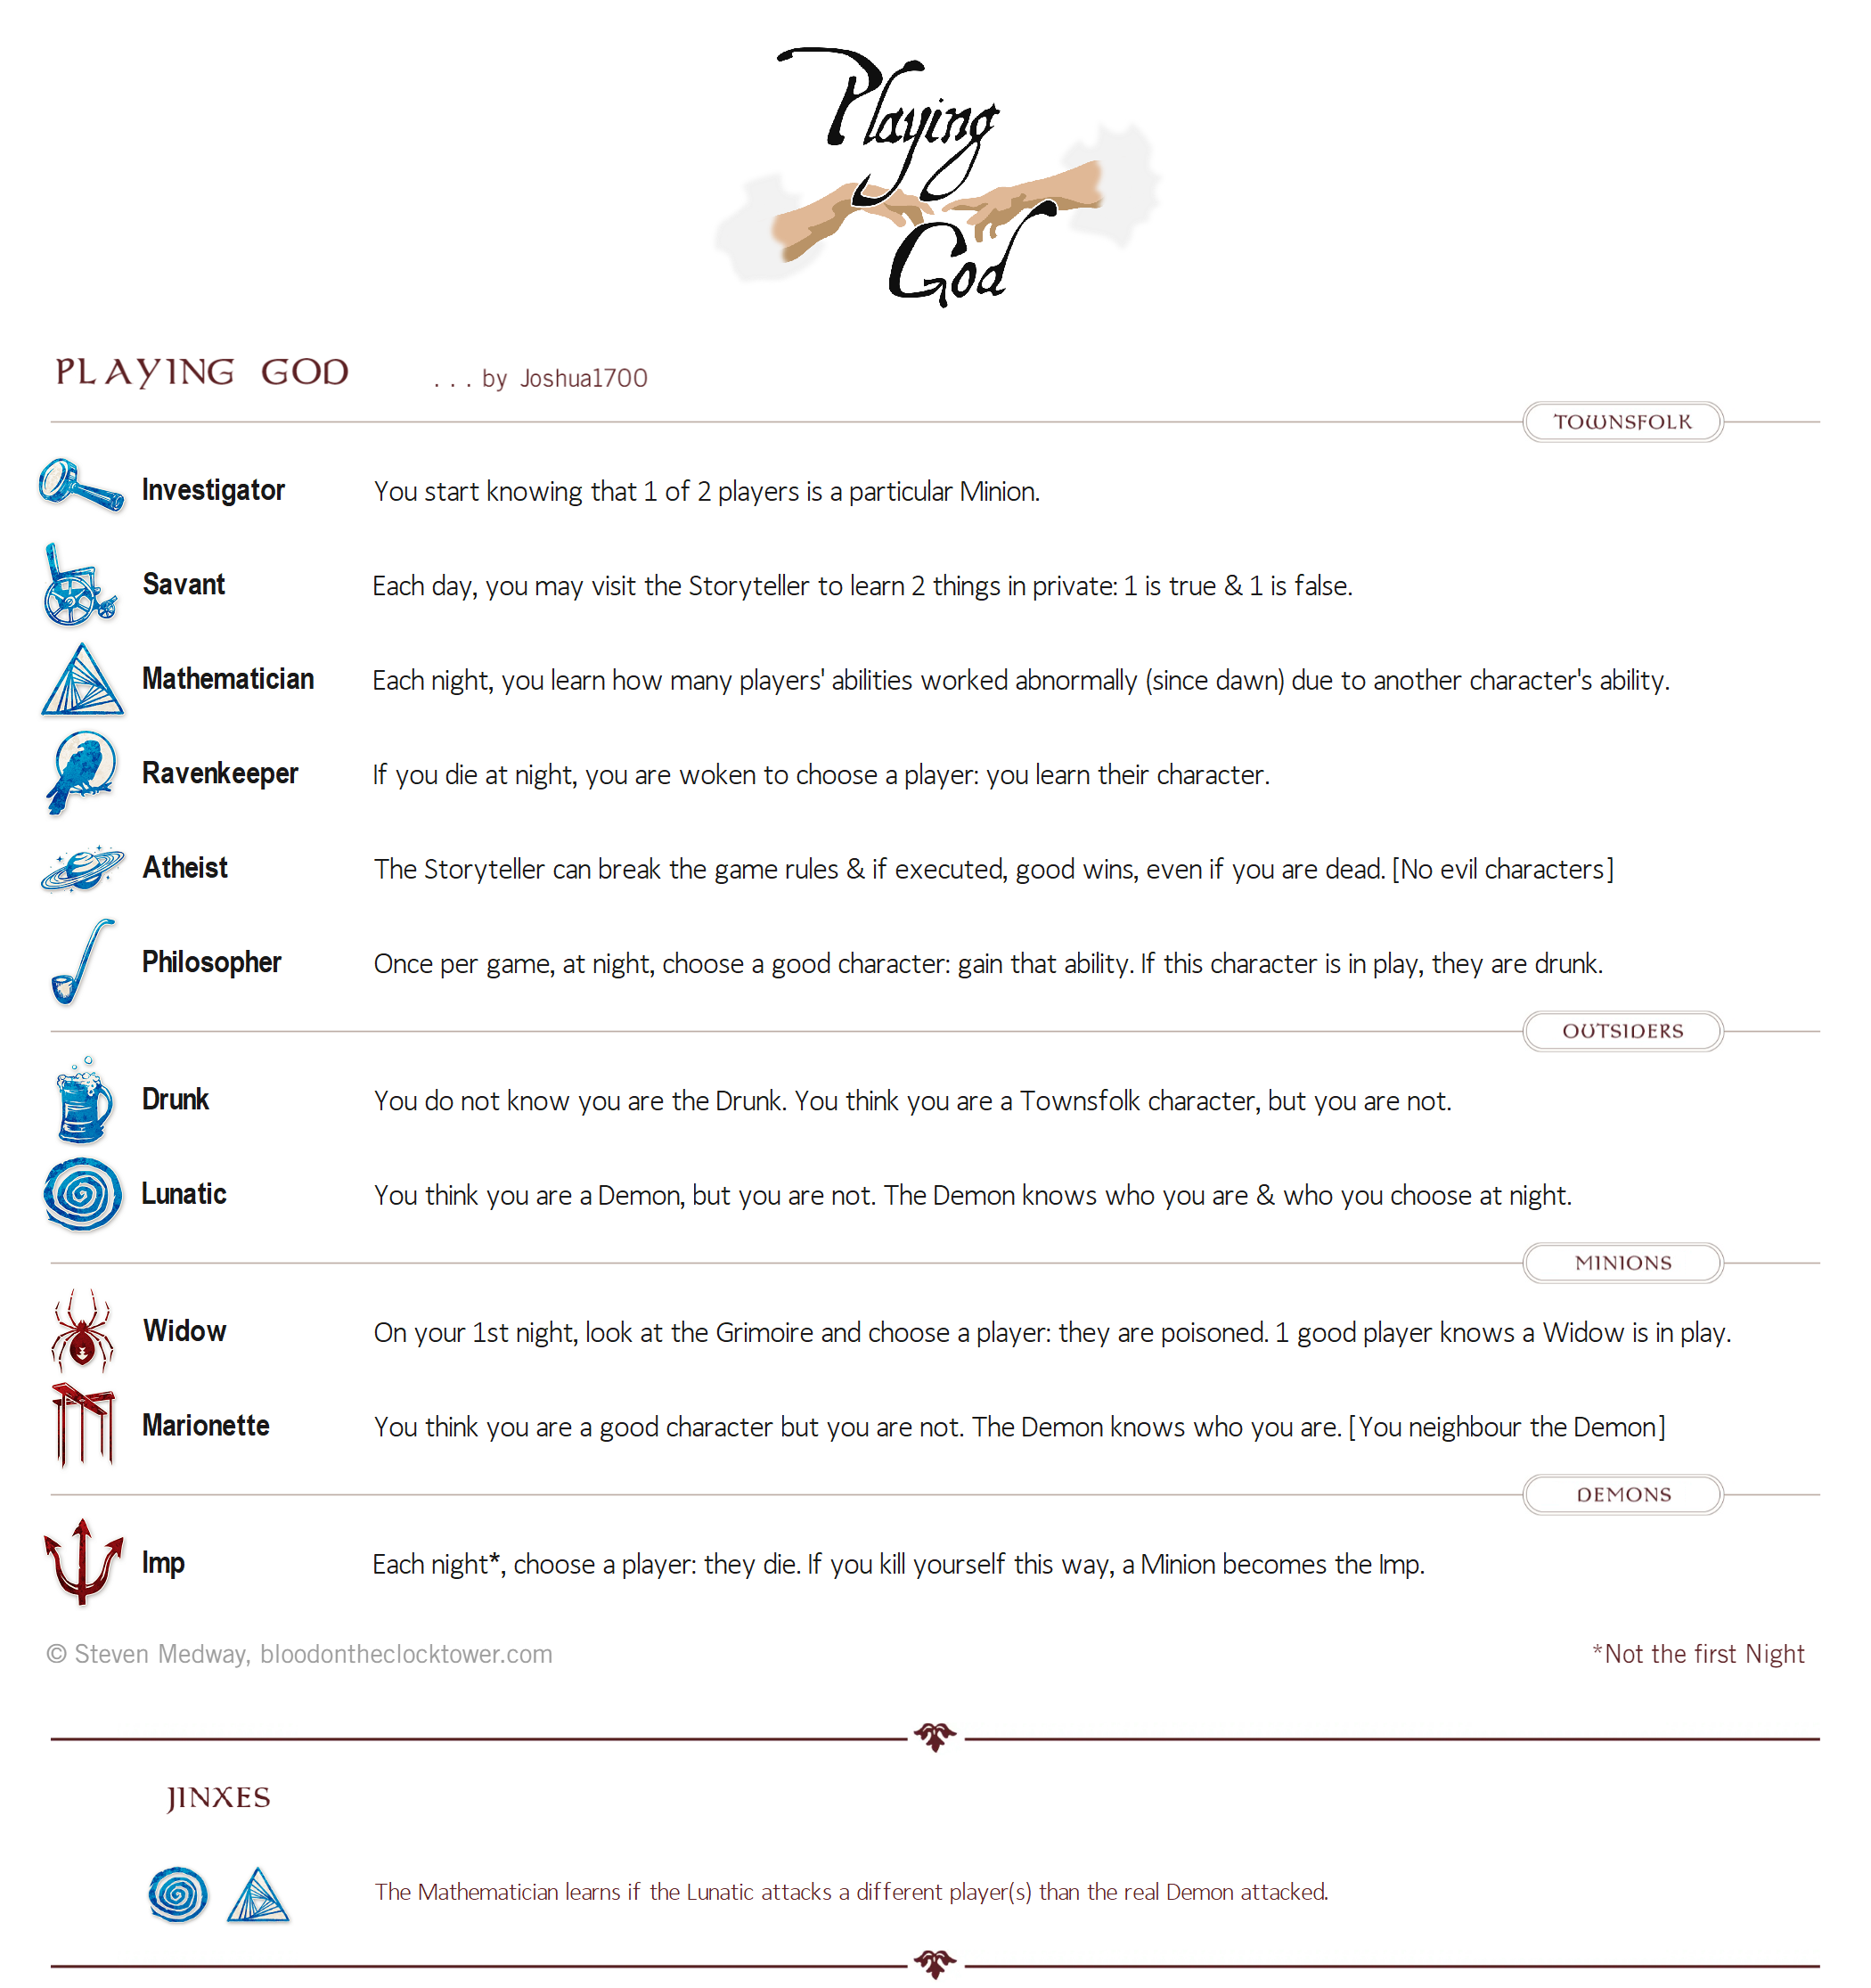 Playing
God
PLAYING GOD ... by Joshua1700
TOWNSFOLK
Investigator You start knowing that 1 of 2 players is a particular Minion.
Savant Each day, you may visit the Storyteller to learn 2 things in private: 1 is true & 1 is false.
Mathematician Each night, you learn how many players' abilities worked abnormally (since dawn) due to another character's ability.
Ravenkeeper If you die at night, you are woken to choose a player: you learn their character.
Atheist The Storyteller can break the game rules & if executed, good wins, even if you are dead. [No evil characters]
Philosopher Once per game, at night, choose a good character: gain that ability. If this character is in play, they are drunk.
OUTSIDERS
Drunk You do not know you are the Drunk. You think you are a Townsfolk character, but you are not.
Lunatic You think you are a Demon, but you are not. The Demon knows who you are & who you choose at night.
MINIONS
Widow On your 1st night, look at the Grimoire and choose a player: they are poisoned. 1 good player knows a Widow is in play.
Marionette You think you are a good character but you are not. The Demon knows who you are. [You neighbour the Demon]
DEMONS
Imp Each night*, choose a player: they die. If you kill yourself this way, a Minion becomes the Imp.
© Steven Medway, bloodontheclocktower.com *Not the first Night
JINXES
The Mathematician learns if the Lunatic attacks a different player(s) than the real Demon attacked.